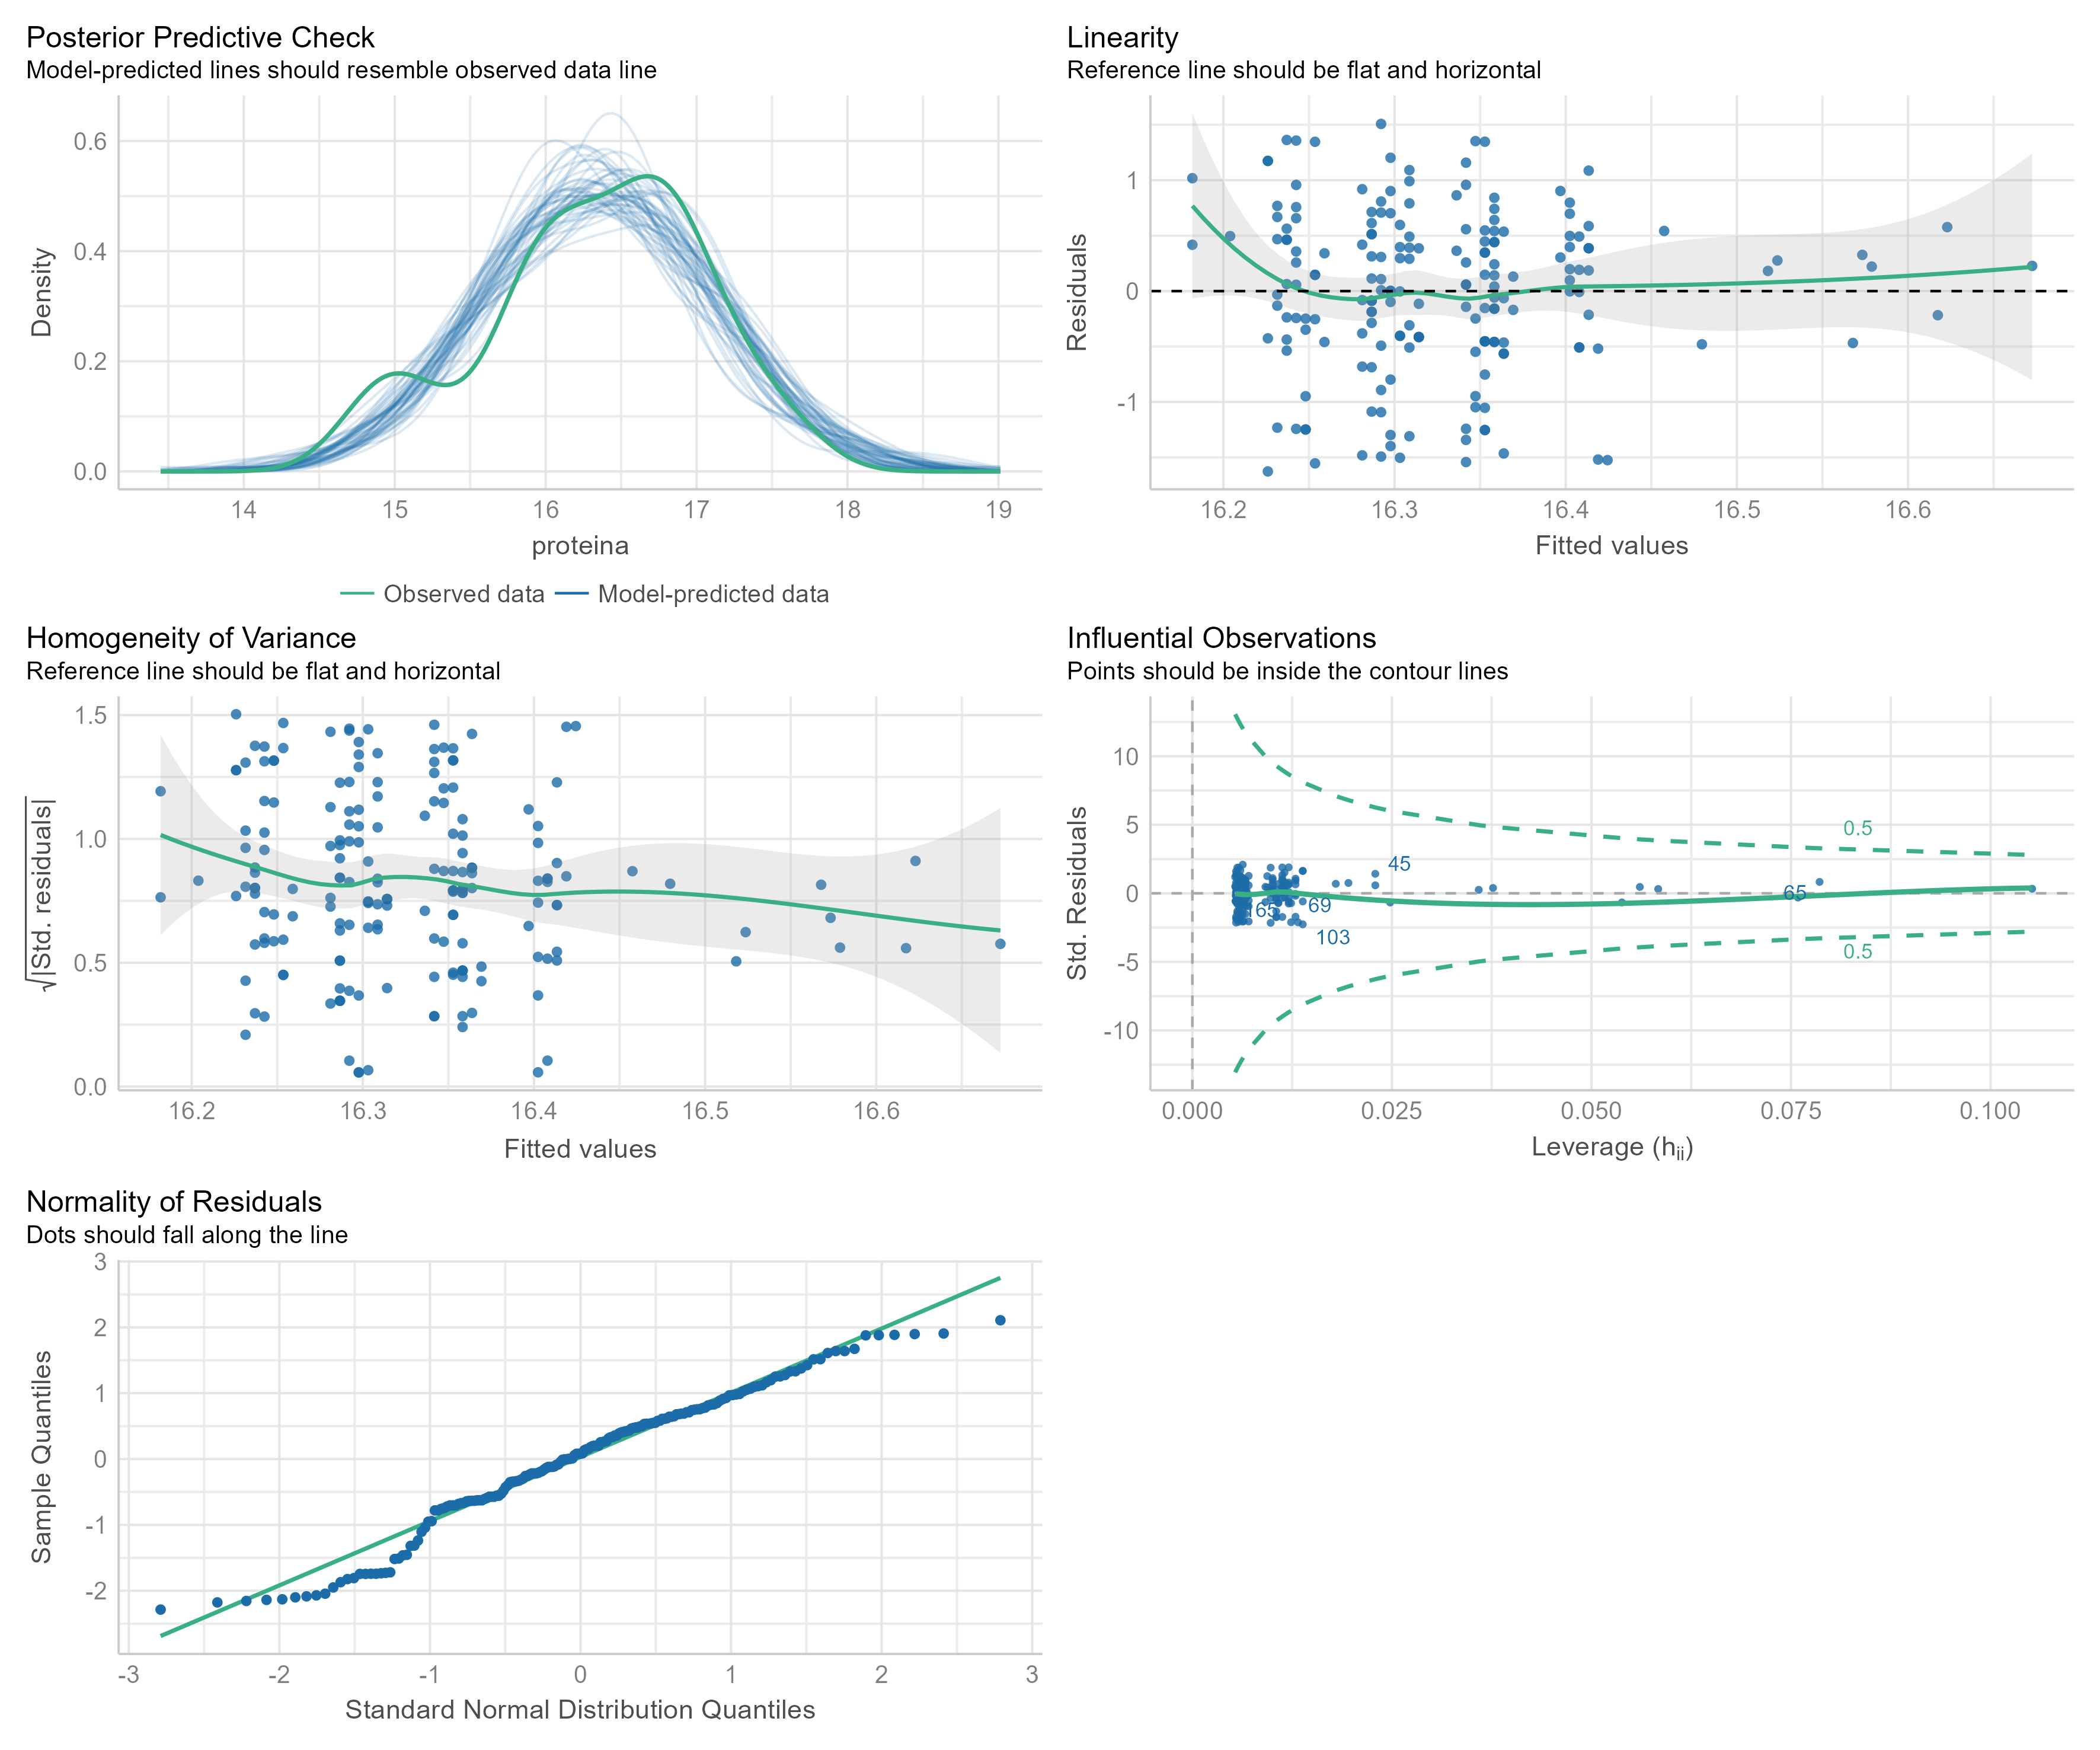 Posterior Predictive Check
Model-predicted lines should resemble observed data line
Density
0.6
0.4
0.2
0.0
14 15 16 17 18 19
proteina
Observed data Model-predicted data
Linearity
Reference line should be flat and horizontal
Residuals
1
0
-1
16.2 16.3 16.4 16.5 16.6
Fitted values
Homogeneity of Variance
Reference line should be flat and horizontal
√|Std. residuals|
1.5
1.0
0.5
0.0
16.2 16.3 16.4 16.5 16.6
Fitted values
Influential Observations
Points should be inside the contour lines
Std. Residuals
10
5
0
-5
-10
0.5
45
65
165
69
103
0.5
0.000 0.025 0.050 0.075 0.100
Leverage (hii)
Normality of Residuals
Dots should fall along the line
Sample Quantiles
3
2
1
0
-1
-2
-3 -2 -1 0 1 2 3
Standard Normal Distribution Quantiles